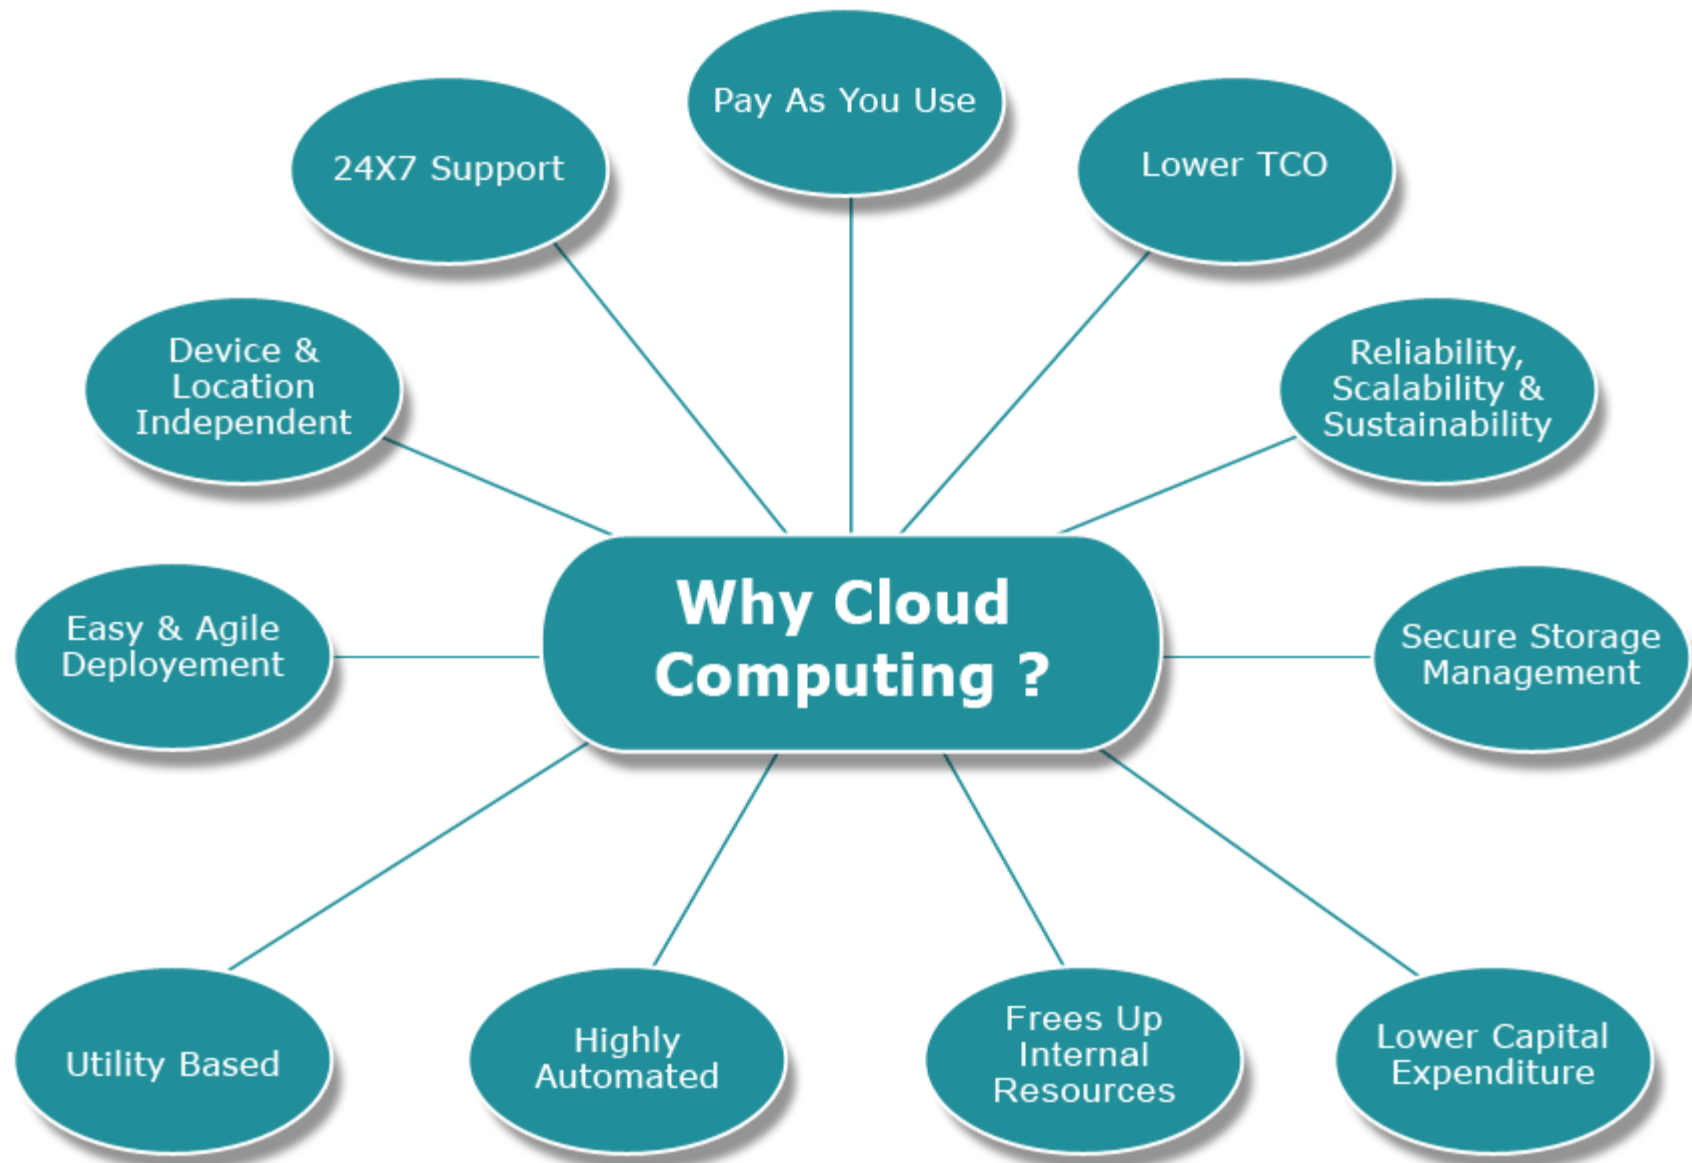 Pay As You Use
24X7 Support
Lower TCO
Device &
Location
Independent
Reliability,
Scalability &
Sustainability
Why Cloud
Computing ?
Easy & Agile
Deployement
Secure Storage
Management
Utility Based
Highly
Automated
Frees Up
Internal
Resources
Lower Capital
Expenditure